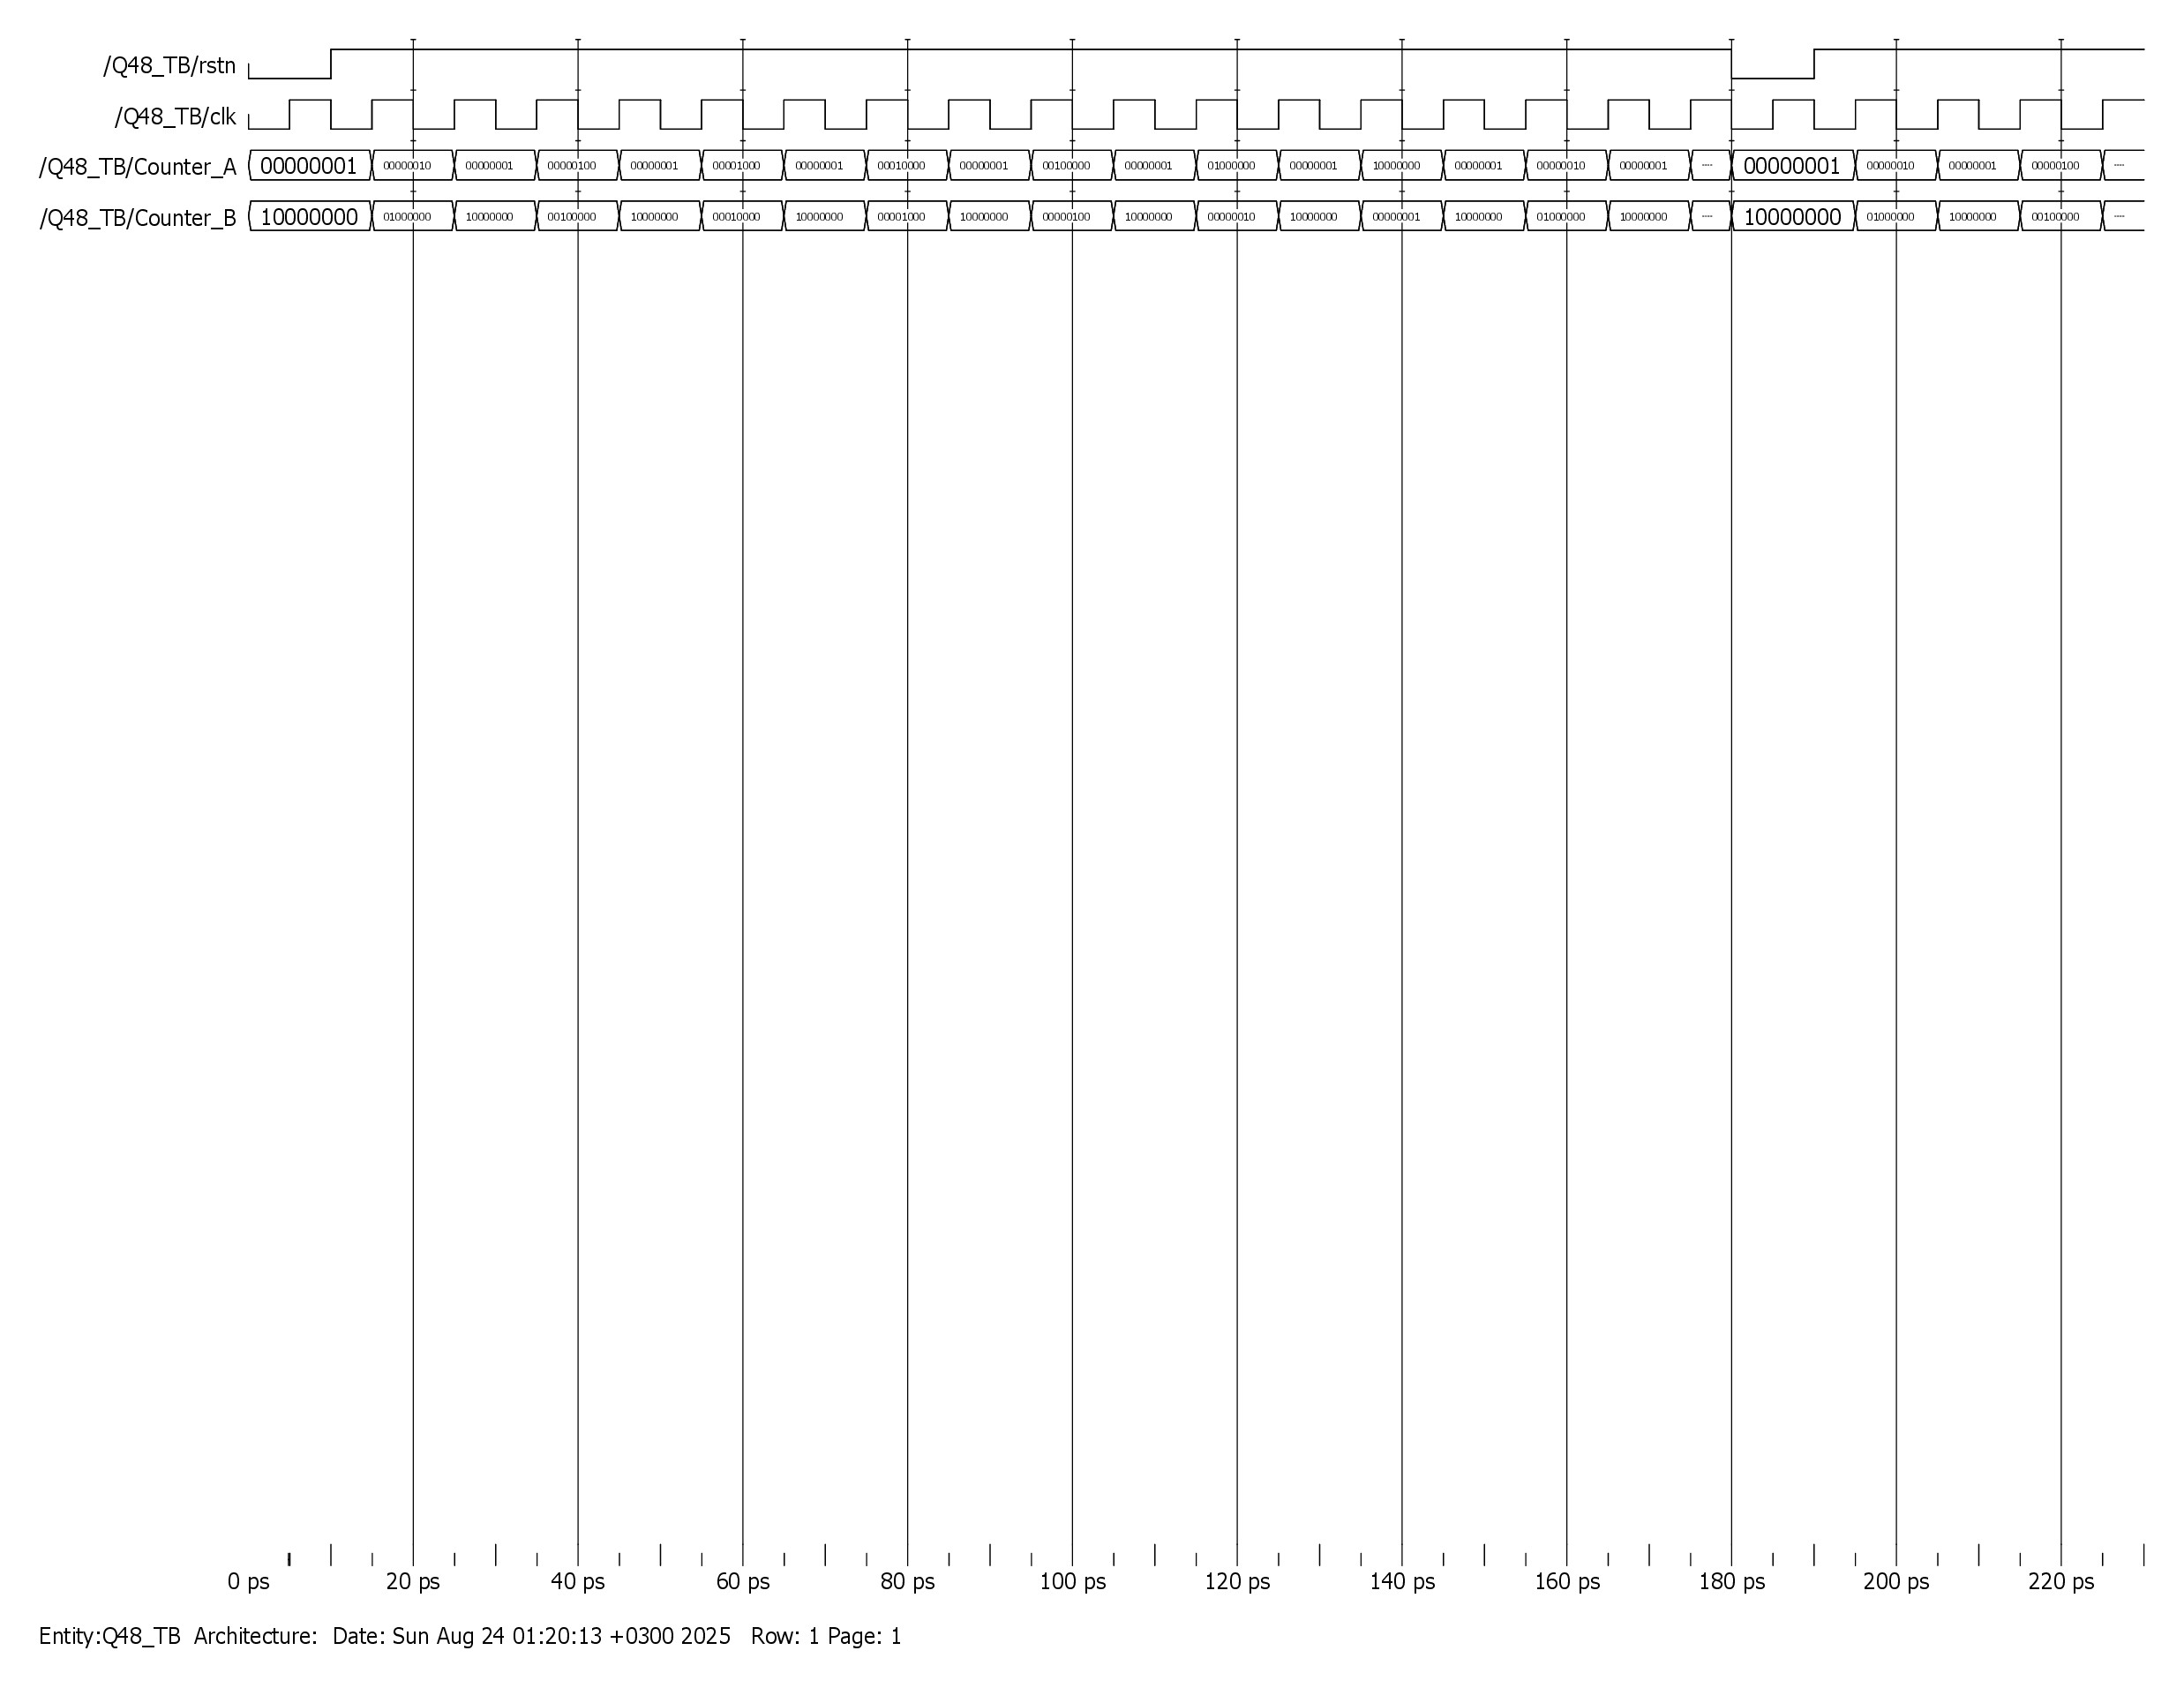 /Q48_TB/rstn
/Q48_TB/clk
/Q48_TB/Counter_A 00000001 00000010 00000001 00000100 00000001 00001000 00000001 00010000 00000001 00100000 00000001 01000000 00000001 10000000 00000001 00000010 00000001 ---- 00000001 00000010 00000001 00000100 ----
/Q48_TB/Counter_B 10000000 01000000 10000000 00100000 10000000 00010000 10000000 00001000 10000000 00000100 10000000 00000010 10000000 00000001 10000000 01000000 10000000 ---- 10000000 01000000 10000000 00100000 ----
0 ps 20 ps 40 ps 60 ps 80 ps 100 ps 120 ps 140 ps 160 ps 180 ps 200 ps 220 ps
Entity:Q48_TB Architecture: Date: Sun Aug 24 01:20:13 +0300 2025 Row: 1 Page: 1